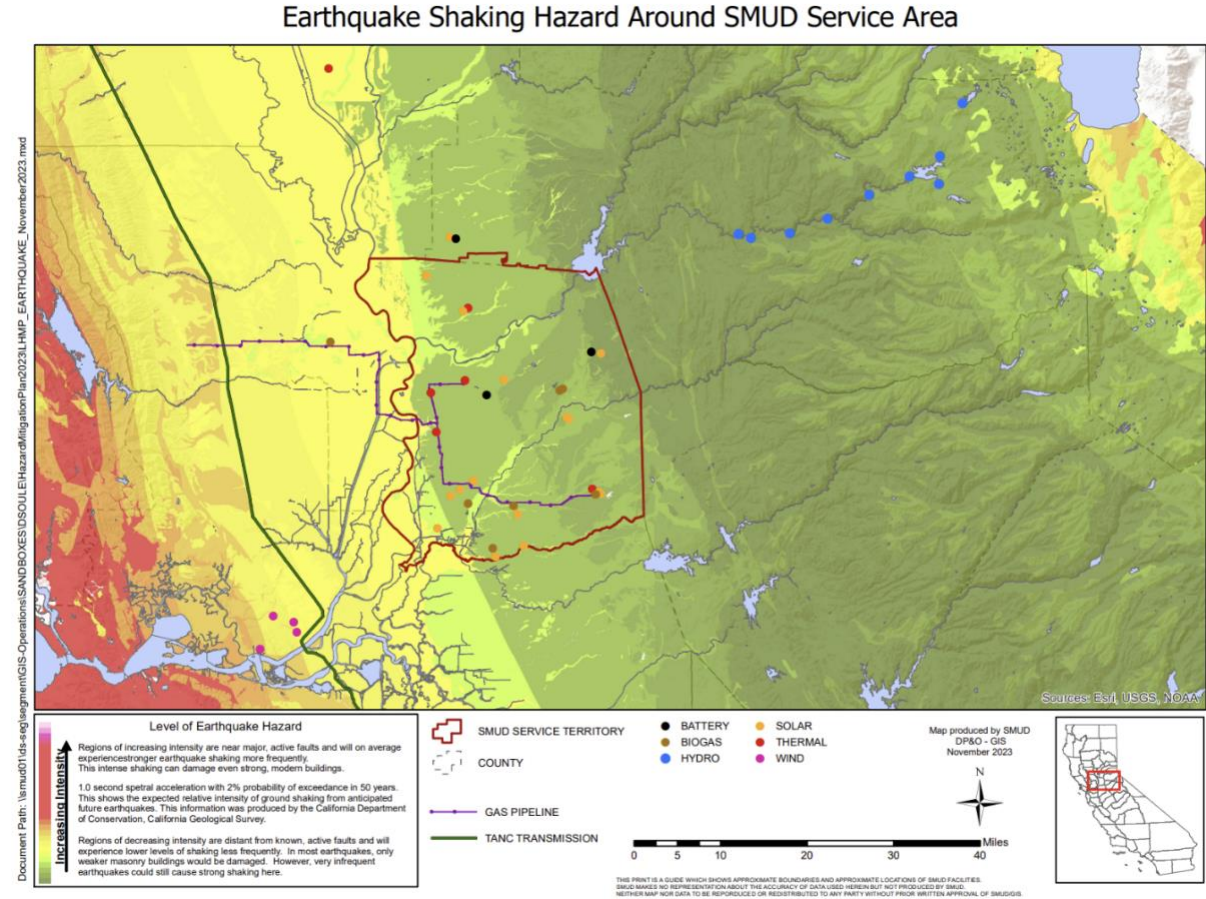 Earthquake Shaking Hazard Around SMUD Service Area
Document Path: \\smud01\ds-seg\segment\GIS-Operations\SANDBOXES\DSOULE\HazardMitigationPlan2023LHMP_EARTHQUAKE_November2023.mxd
Sources: Esri, USGS, NOAA
Increasing Intensity
Level of Earthquake Hazard
Regions of increasing intensity are near major, active faults and will on average
experiencestronger earthquake shaking more frequently.
This intense shaking can damage even strong, modern buildings.
1.0 second spetral acceleration with 2% probability of exceedance in 50 years.
This shows the expected relative intensity of ground shaking from anticipated
future earthquakes. This information was produced by the California Department
of Conservation, California Geological Survey.
Regions of decreasing intensity are distant from known, active faults and will
experience lower levels of shaking less frequently. In most earthquakes, only
weaker masonry buildings would be damaged. However, very infrequent
earthquakes could still cause strong shaking here.
SMUD SERVICE TERRITORY
COUNTY
GAS PIPELINE
TANC TRANSMISSION
BATTERY
BIOGAS
HYDRO
SOLAR
THERMAL
WIND
Map produced by SMUD
DP&O - GIS
November 2023
N
Miles
0 5 10 20 30 40
THIS PRINT IS A GUIDE WHICH SHOWS APPROXIMATE BOUNDARIES AND APPROXIMATE LOCATIONS OF SMUD FACILITIES.
SMUD MAKES NO REPRESENTATION ABOUT THE ACCURACY OF DATA USED HEREIN BUT NOT PRODUCED BY SMUD.
NEITHER MAP NOR DATA TO BE REPORDUCED OR REDISTRIBUTED TO ANY PARTY WITHOUT PRIOR WRITTEN APPROVAL OF SMUD/GIS.